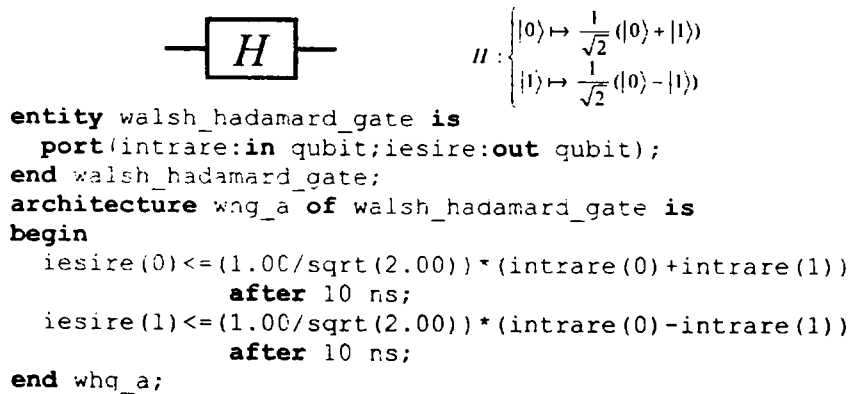 H
H : { |0⟩ ↦ 1/√2 (|0⟩ + |1⟩)
|1⟩ ↦ 1/√2 (|0⟩ − |1⟩)
entity walsh_hadamard_gate is
port(intrare:in qubit;iesire:out qubit);
end walsh_hadamard_gate;
architecture whg_a of walsh_hadamard_gate is
begin
iesire(0)<=(1.00/sqrt(2.00))*(intrare(0)+intrare(1))
after 10 ns;
iesire(1)<=(1.00/sqrt(2.00))*(intrare(0)-intrare(1))
after 10 ns;
end whg_a;